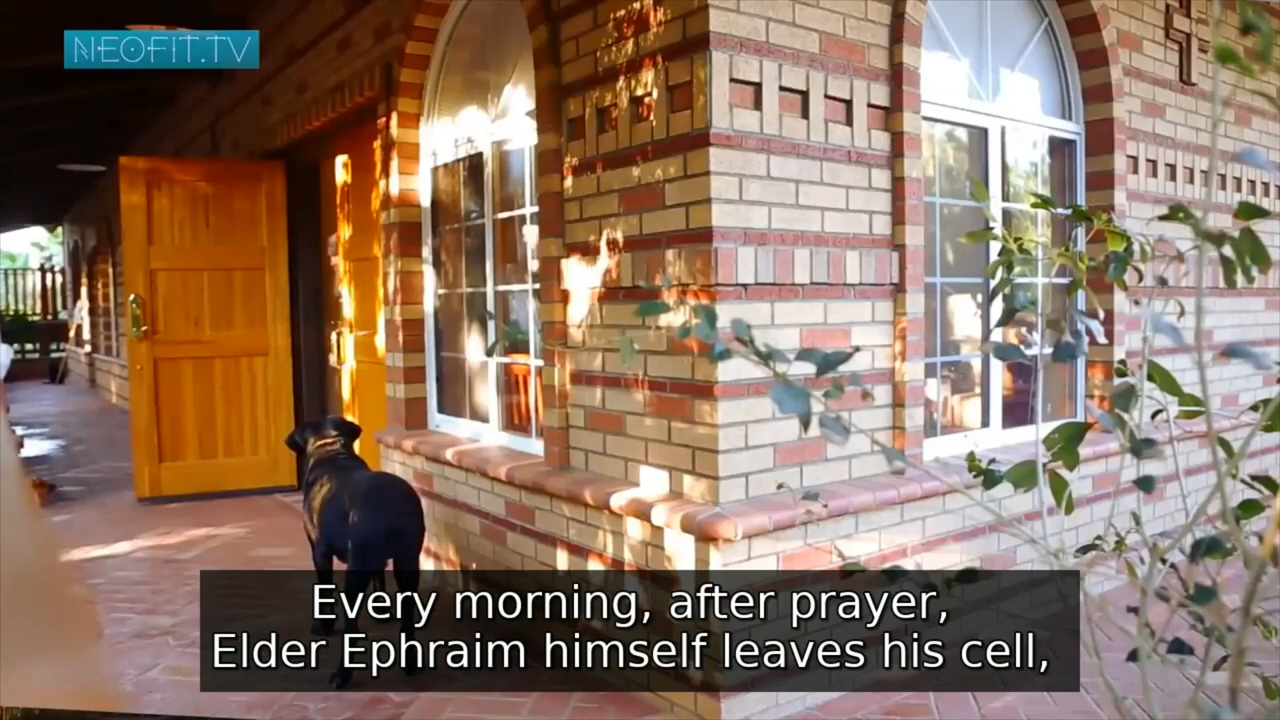 NEOFIT.TV
Every morning, after prayer,
Elder Ephraim himself leaves his cell,